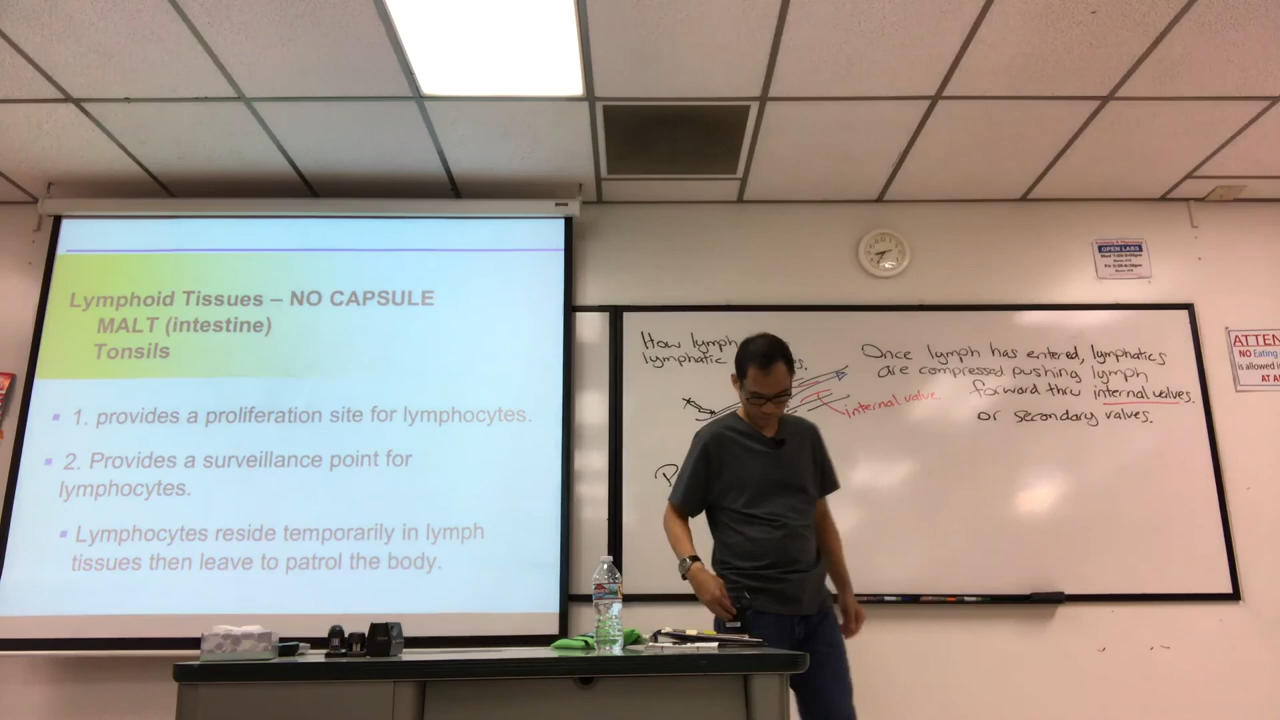 Lymphoid Tissues – NO CAPSULE
MALT (intestine)
Tonsils
1. provides a proliferation site for lymphocytes.
2. Provides a surveillance point for
lymphocytes.
Lymphocytes reside temporarily in lymph
tissues then leave to patrol the body.
How lymph
lymphatic
internal valve
Once lymph has entered, lymphatics
are compressed pushing lymph
forward thru internal valves.
or secondary valves.
OPEN LABS
ATTEN
NO Eating
is allowed i
AT A